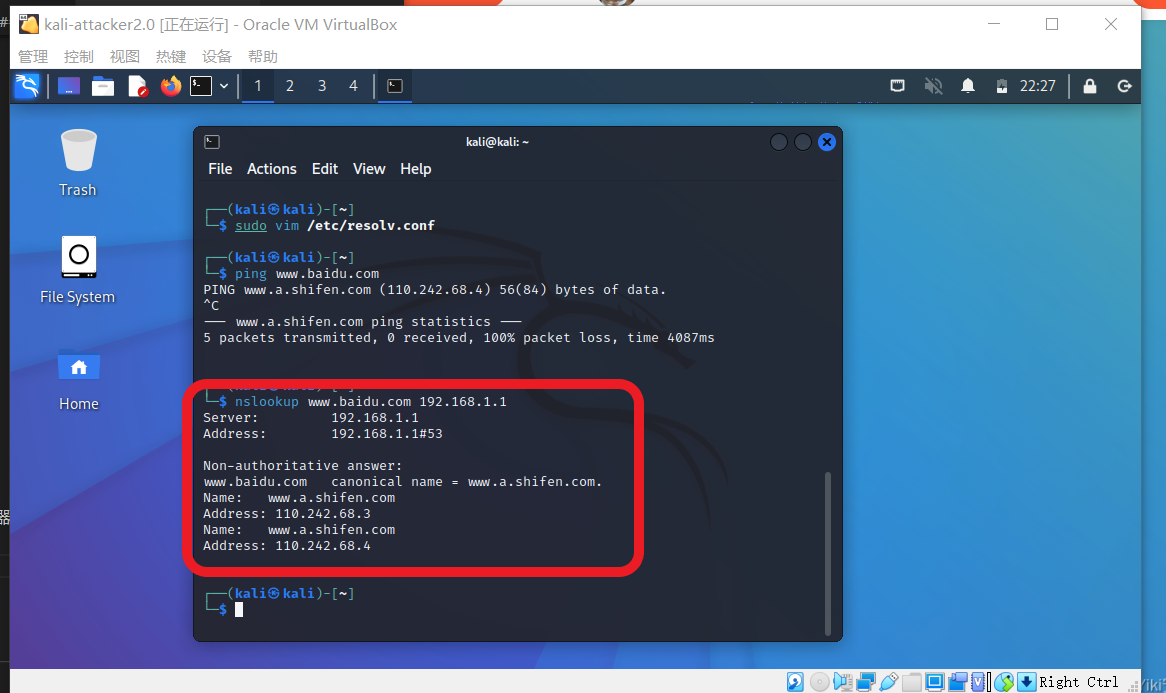 kali-attacker2.0 [正在运行] - Oracle VM VirtualBox
管理 控制 视图 热键 设备 帮助
1 2 3 4 22:27
kali@kali: ~
File Actions Edit View Help
Trash
File System
Home
┌──(kali㉿kali)-[~]
└─$ sudo vim /etc/resolv.conf
┌──(kali㉿kali)-[~]
└─$ ping www.baidu.com
PING www.a.shifen.com (110.242.68.4) 56(84) bytes of data.
^C
─── www.a.shifen.com ping statistics ───
5 packets transmitted, 0 received, 100% packet loss, time 4087ms
└─$ nslookup www.baidu.com 192.168.1.1
Server: 192.168.1.1
Address: 192.168.1.1#53
Non-authoritative answer:
www.baidu.com canonical name = www.a.shifen.com.
Name: www.a.shifen.com
Address: 110.242.68.3
Name: www.a.shifen.com
Address: 110.242.68.4
┌──(kali㉿kali)-[~]
└─$
Right Ctrl